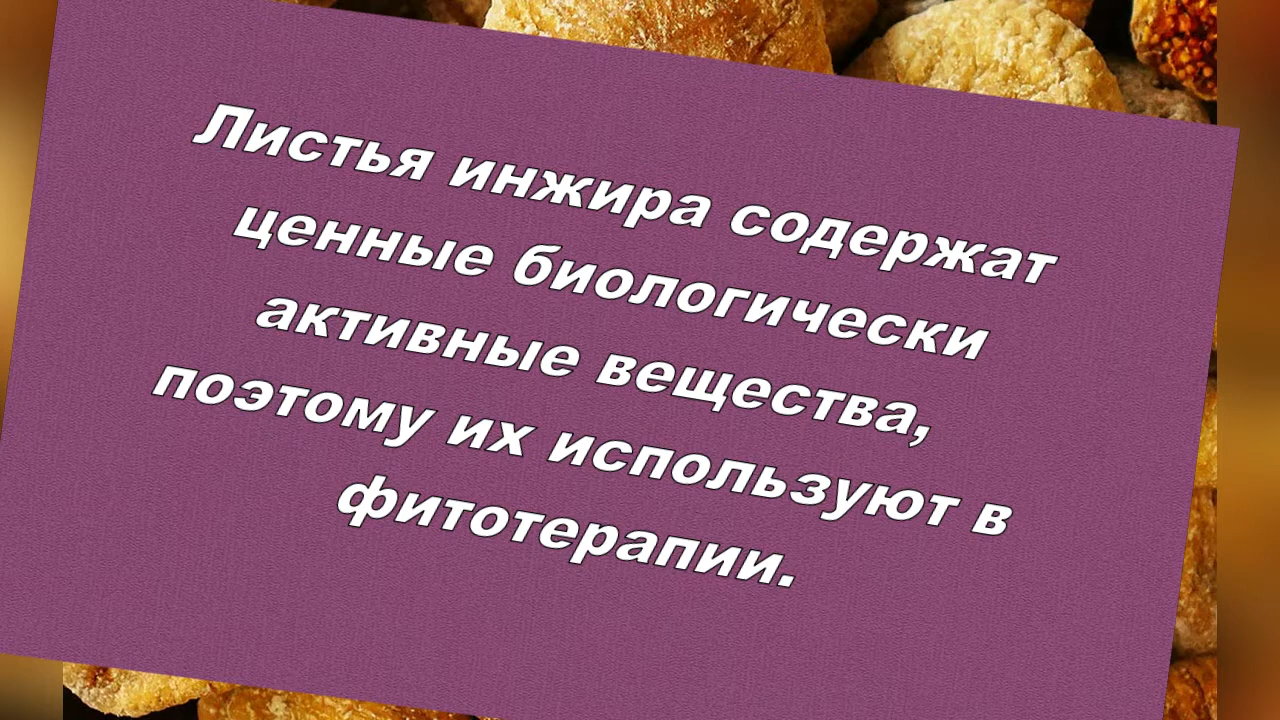 Листья инжира содержат
ценные биологически
активные вещества,
поэтому их используют в
фитотерапии.